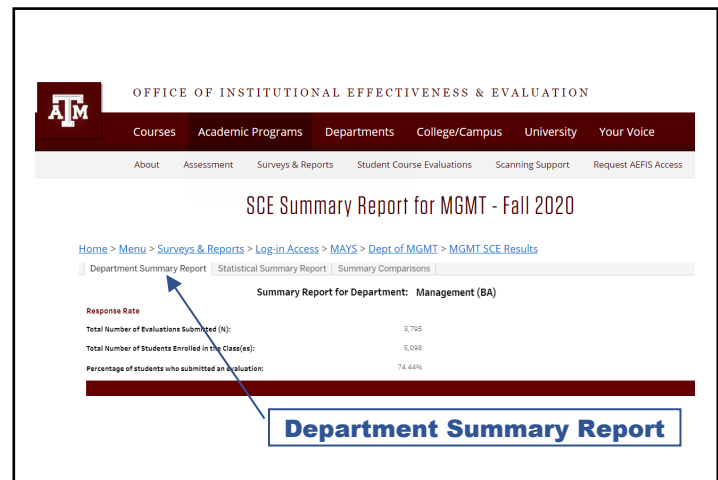 OFFICE OF INSTITUTIONAL EFFECTIVENESS & EVALUATION
ATM
Courses Academic Programs Departments College/Campus University Your Voice
About Assessment Surveys & Reports Student Course Evaluations Scanning Support Request AEFIS Access
SCE Summary Report for MGMT - Fall 2020
Home > Menu > Surveys & Reports > Log-in Access > MAYS > Dept of MGMT > MGMT SCE Results
Department Summary Report Statistical Summary Report Summary Comparisons
Summary Report for Department: Management (BA)
Response Rate
Total Number of Evaluations Submitted (N): 3,795
Total Number of Students Enrolled in the Class(es): 5,098
Percentage of students who submitted an evaluation: 74.44%
Department Summary Report